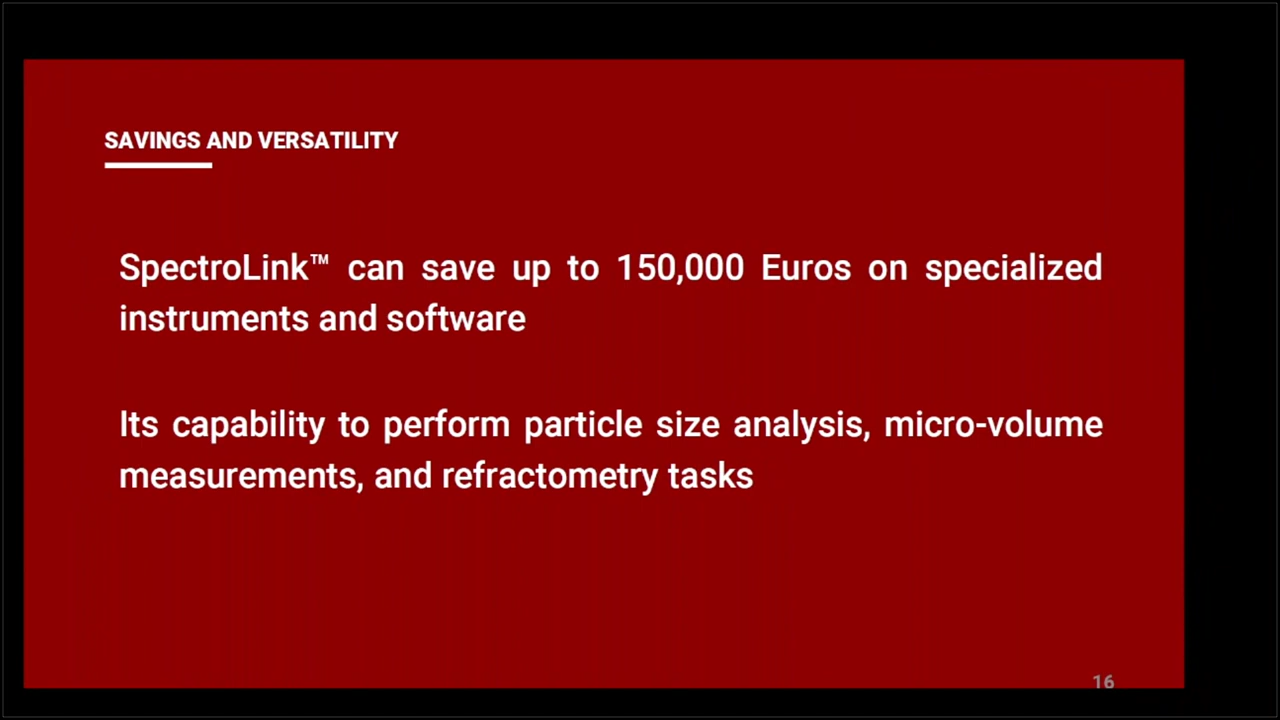 SAVINGS AND VERSATILITY
SpectroLink™ can save up to 150,000 Euros on specialized
instruments and software
Its capability to perform particle size analysis, micro-volume
measurements, and refractometry tasks
16